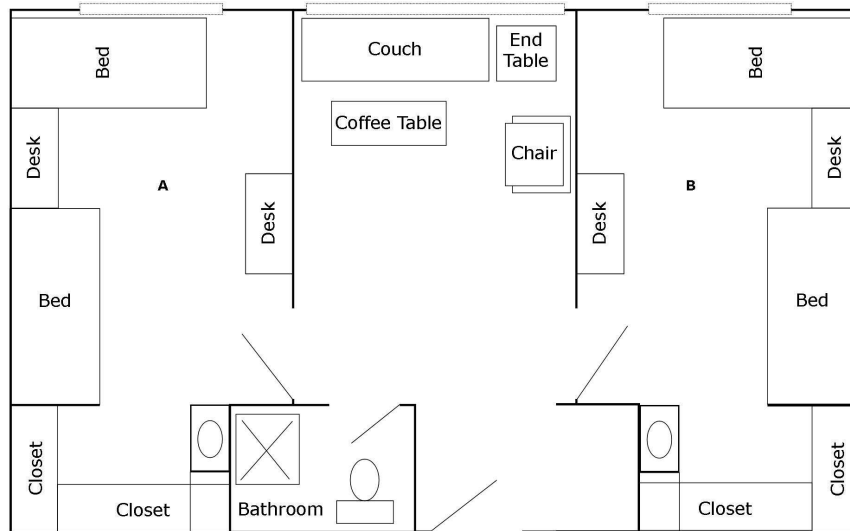 Bed
Couch
End
Table
Bed
Coffee Table
Desk
Chair
Desk
A
B
Desk
Desk
Bed
Bed
Closet
Closet
Bathroom
Closet
Closet